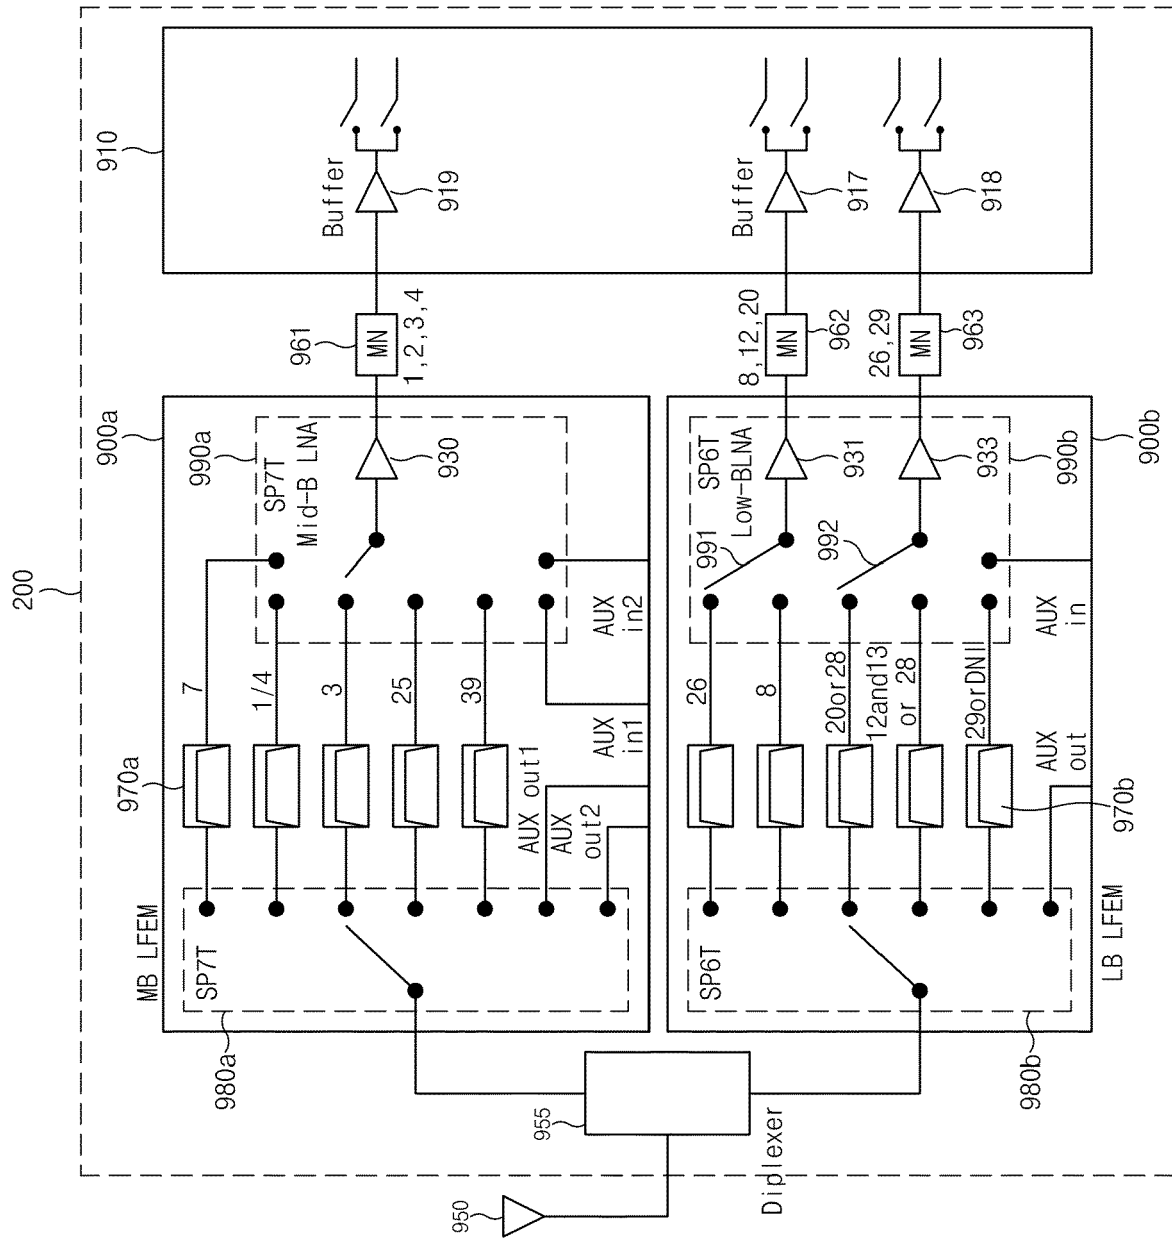 200
910
Buffer
919
Buffer
917
918
961
MN
1,2,3,4
8,12,20
MN
962
26,29
MN
963
900a
990a
SP7T
Mid-B LNA
930
SP6T
Low-BLNA
931
933
990b
900b
991
992
7
1/4
3
25
39
AUX
in1
AUX
in2
26
8
20or28
12and13
or 28
29orDNI
AUX
in
970a
AUX out1
AUX
out2
AUX
out
970b
MB LFEM
SP7T
980a
SP6T
LB LFEM
980b
955
Diplexer
950